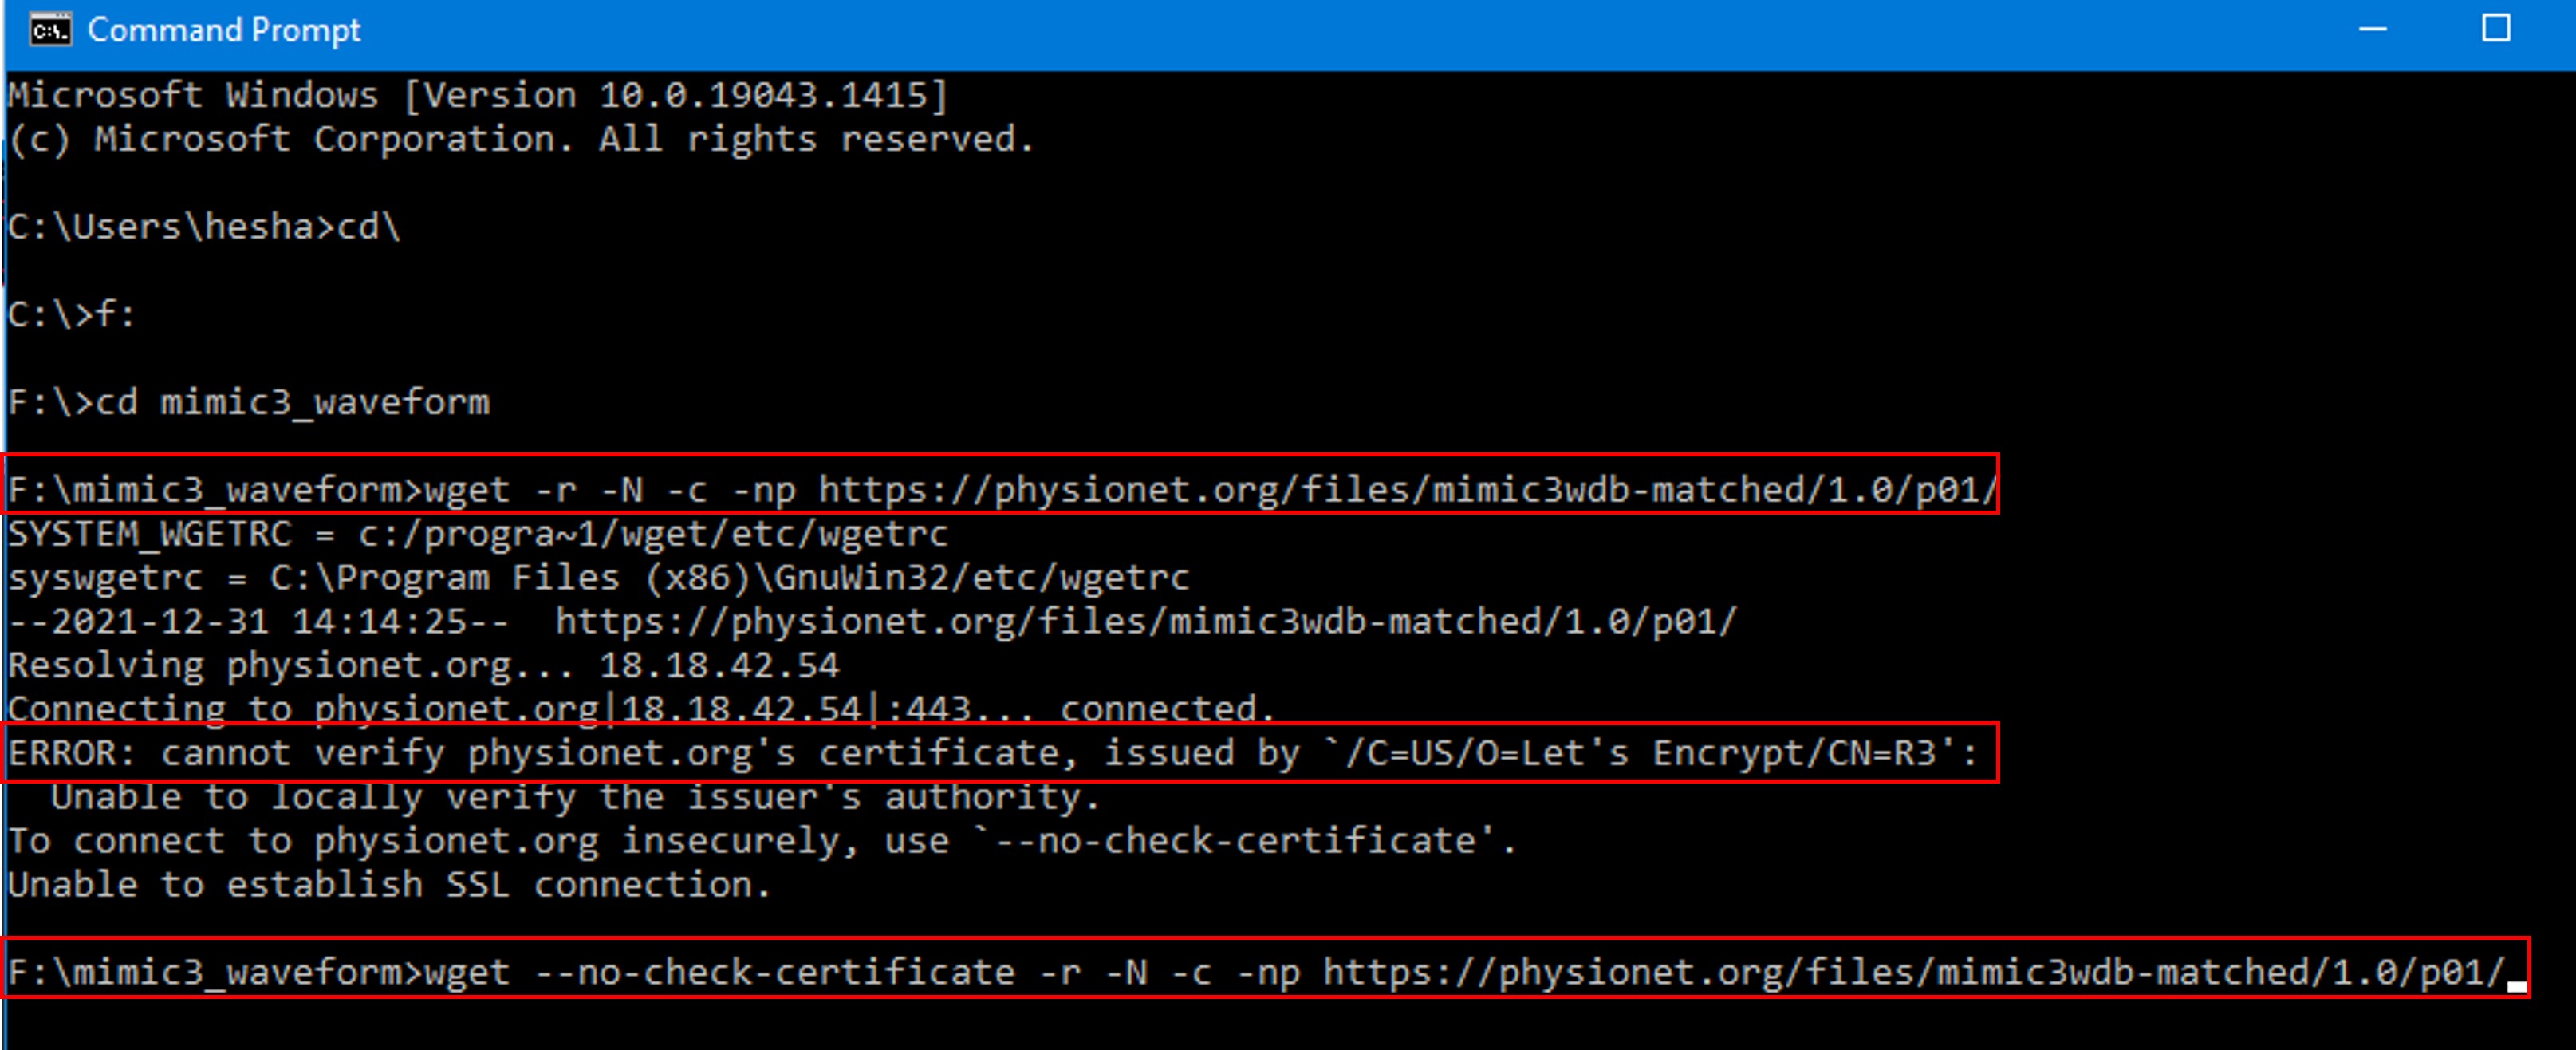 Command Prompt
Microsoft Windows [Version 10.0.19043.1415]
(c) Microsoft Corporation. All rights reserved.
C:\Users\hesha>cd\
C:\>f:
F:\>cd mimic3_waveform
F:\mimic3_waveform>wget -r -N -c -np https://physionet.org/files/mimic3wdb-matched/1.0/p01/
SYSTEM_WGETRC = c:/progra~1/wget/etc/wgetrc
syswgetrc = C:\Program Files (x86)\GnuWin32/etc/wgetrc
--2021-12-31 14:14:25--  https://physionet.org/files/mimic3wdb-matched/1.0/p01/
Resolving physionet.org... 18.18.42.54
Connecting to physionet.org|18.18.42.54|:443... connected.
ERROR: cannot verify physionet.org's certificate, issued by `/C=US/O=Let's Encrypt/CN=R3':
  Unable to locally verify the issuer's authority.
To connect to physionet.org insecurely, use `--no-check-certificate'.
Unable to establish SSL connection.
F:\mimic3_waveform>wget --no-check-certificate -r -N -c -np https://physionet.org/files/mimic3wdb-matched/1.0/p01/